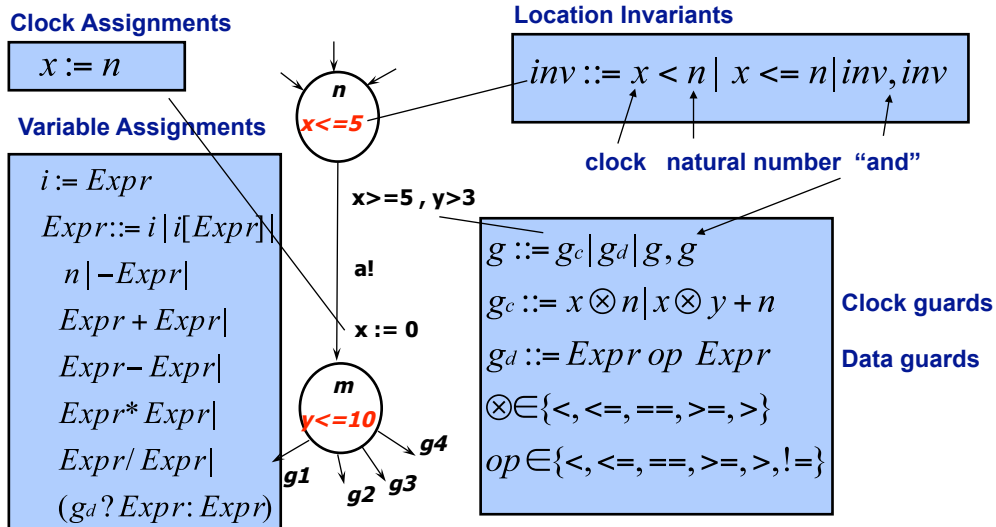 Clock Assignments
x := n
Location Invariants
inv ::= x < n | x <= n | inv, inv
clock natural number “and”
Variable Assignments
i := Expr
Expr::= i | i[Expr]|
n | −Expr|
Expr + Expr|
Expr− Expr|
Expr* Expr|
Expr/ Expr|
(gd ? Expr: Expr)
n
x<=5
x>=5 , y>3
a!
x := 0
m
y<=10
g1
g2
g3
g4
g ::= gc | gd | g, g
gc ::= x ⊗ n | x ⊗ y + n
Clock guards
gd ::= Expr op Expr
Data guards
⊗∈{<,<=,==,>=,>}
op∈{<,<=,==,>=,>,!=}